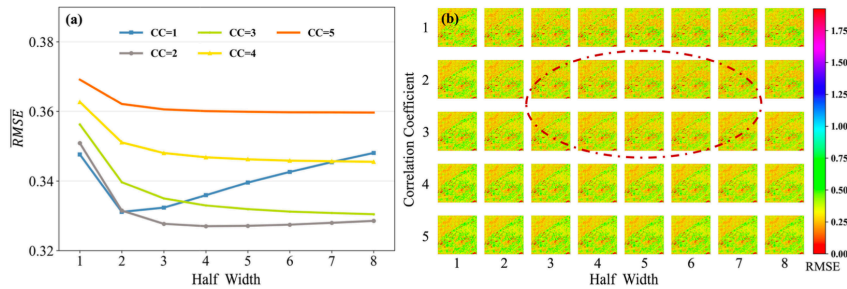 (a)
CC=1 CC=3 CC=5
CC=2 CC=4
0.38
0.36
0.34
0.32
RMSE
1 2 3 4 5 6 7 8
Half Width
(b)
Correlation Coefficient
1
2
3
4
5
1 2 3 4 5 6 7 8
Half Width
1.75
1.50
1.25
1.00
0.75
0.50
0.25
0.00
RMSE